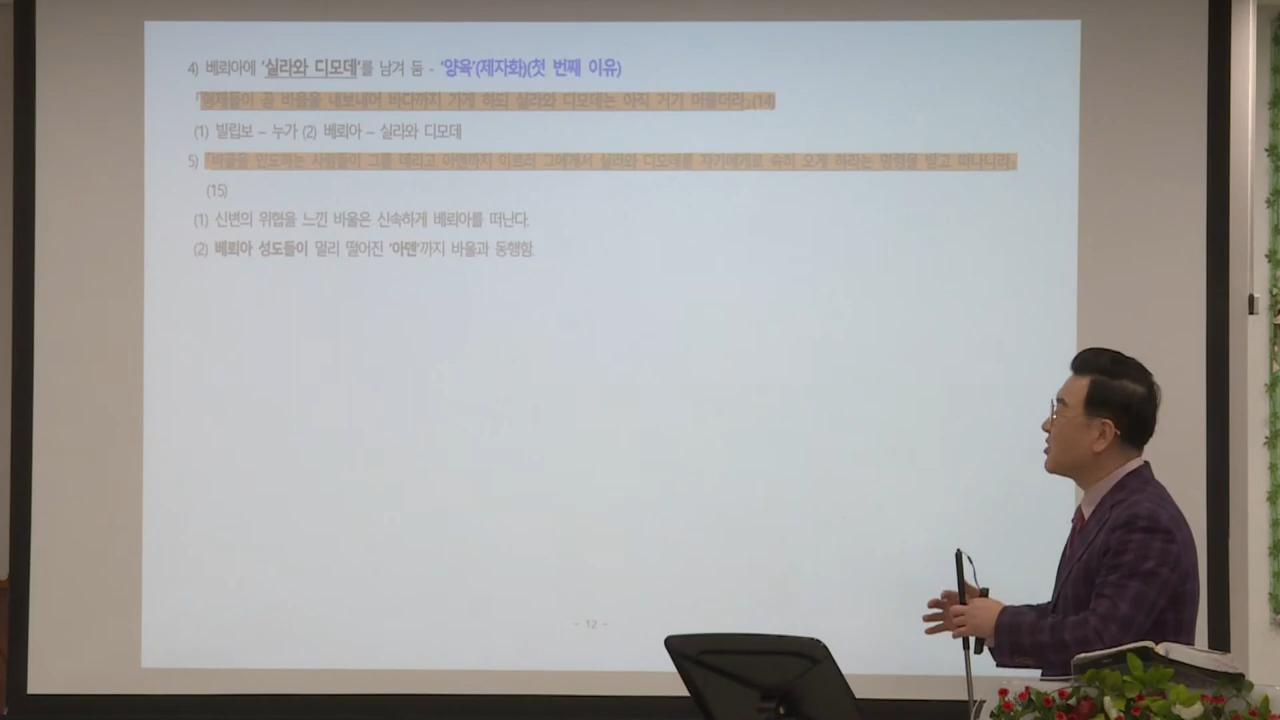 4) 베뢰아에 '실라와 디모데'를 남겨 둠 - '양육'(제자화)(첫 번째 이유)
「형제들이 곧 바울을 내보내어 바다까지 가게 하되 실라와 디모데는 아직 거기 머물더라」(14)
(1) 빌립보 – 누가 (2) 베뢰아 – 실라와 디모데
5) 「바울을 인도하는 사람들이 그를 데리고 아덴까지 이르러 그에게서 실라와 디모데를 자기에게로 속히 오게 하라는 명령을 받고 떠나니라」
(15)
(1) 신변의 위협을 느낀 바울은 신속하게 베뢰아를 떠난다.
(2) 베뢰아 성도들이 멀리 떨어진 '아덴'까지 바울과 동행함.
- 12 -